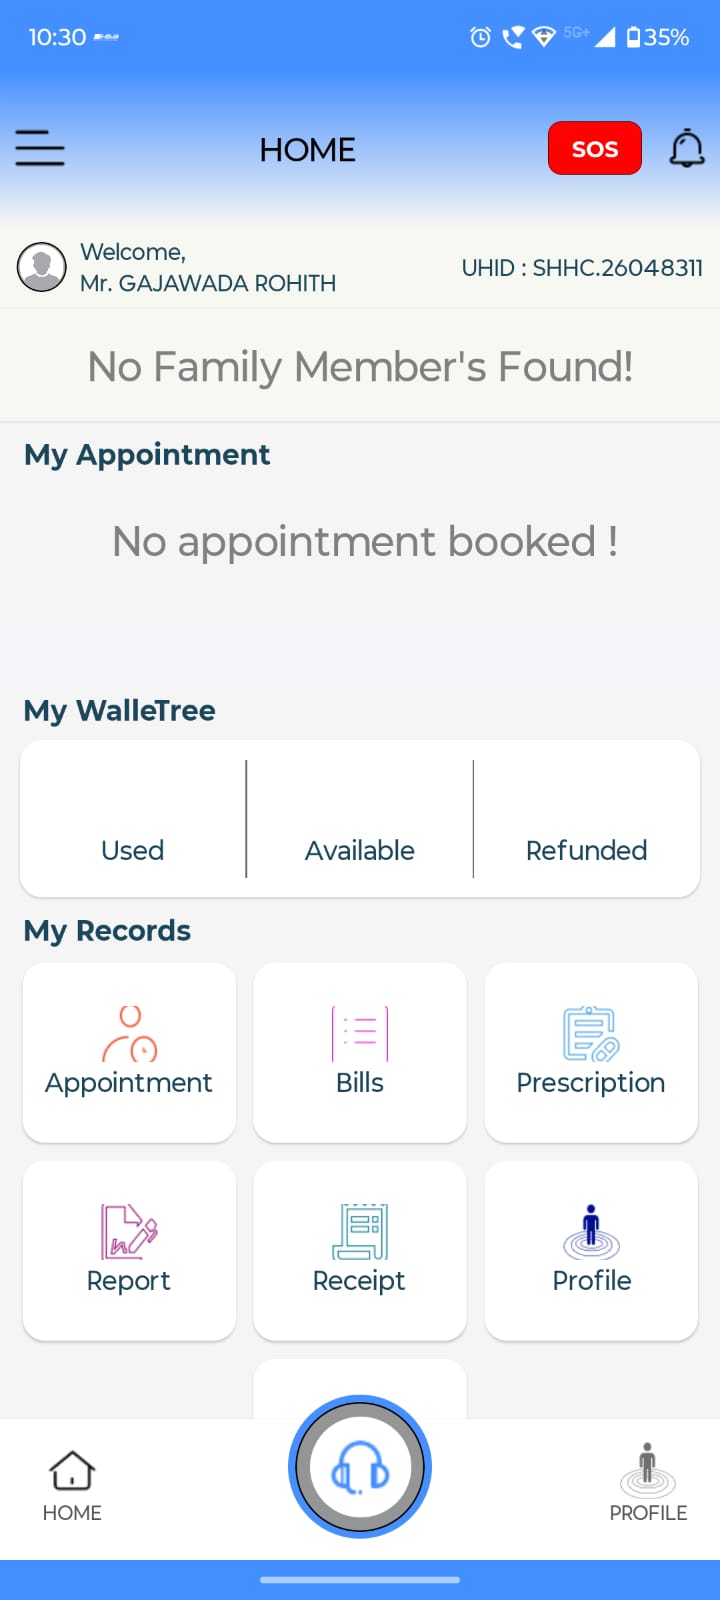 10:30
5G+ 35%
HOME
SOS
Welcome,
Mr. GAJAWADA ROHITH
UHID : SHHC.26048311
No Family Member's Found!
My Appointment
No appointment booked !
My WalleTree
Used
Available
Refunded
My Records
Appointment
Bills
Prescription
Report
Receipt
Profile
HOME
PROFILE